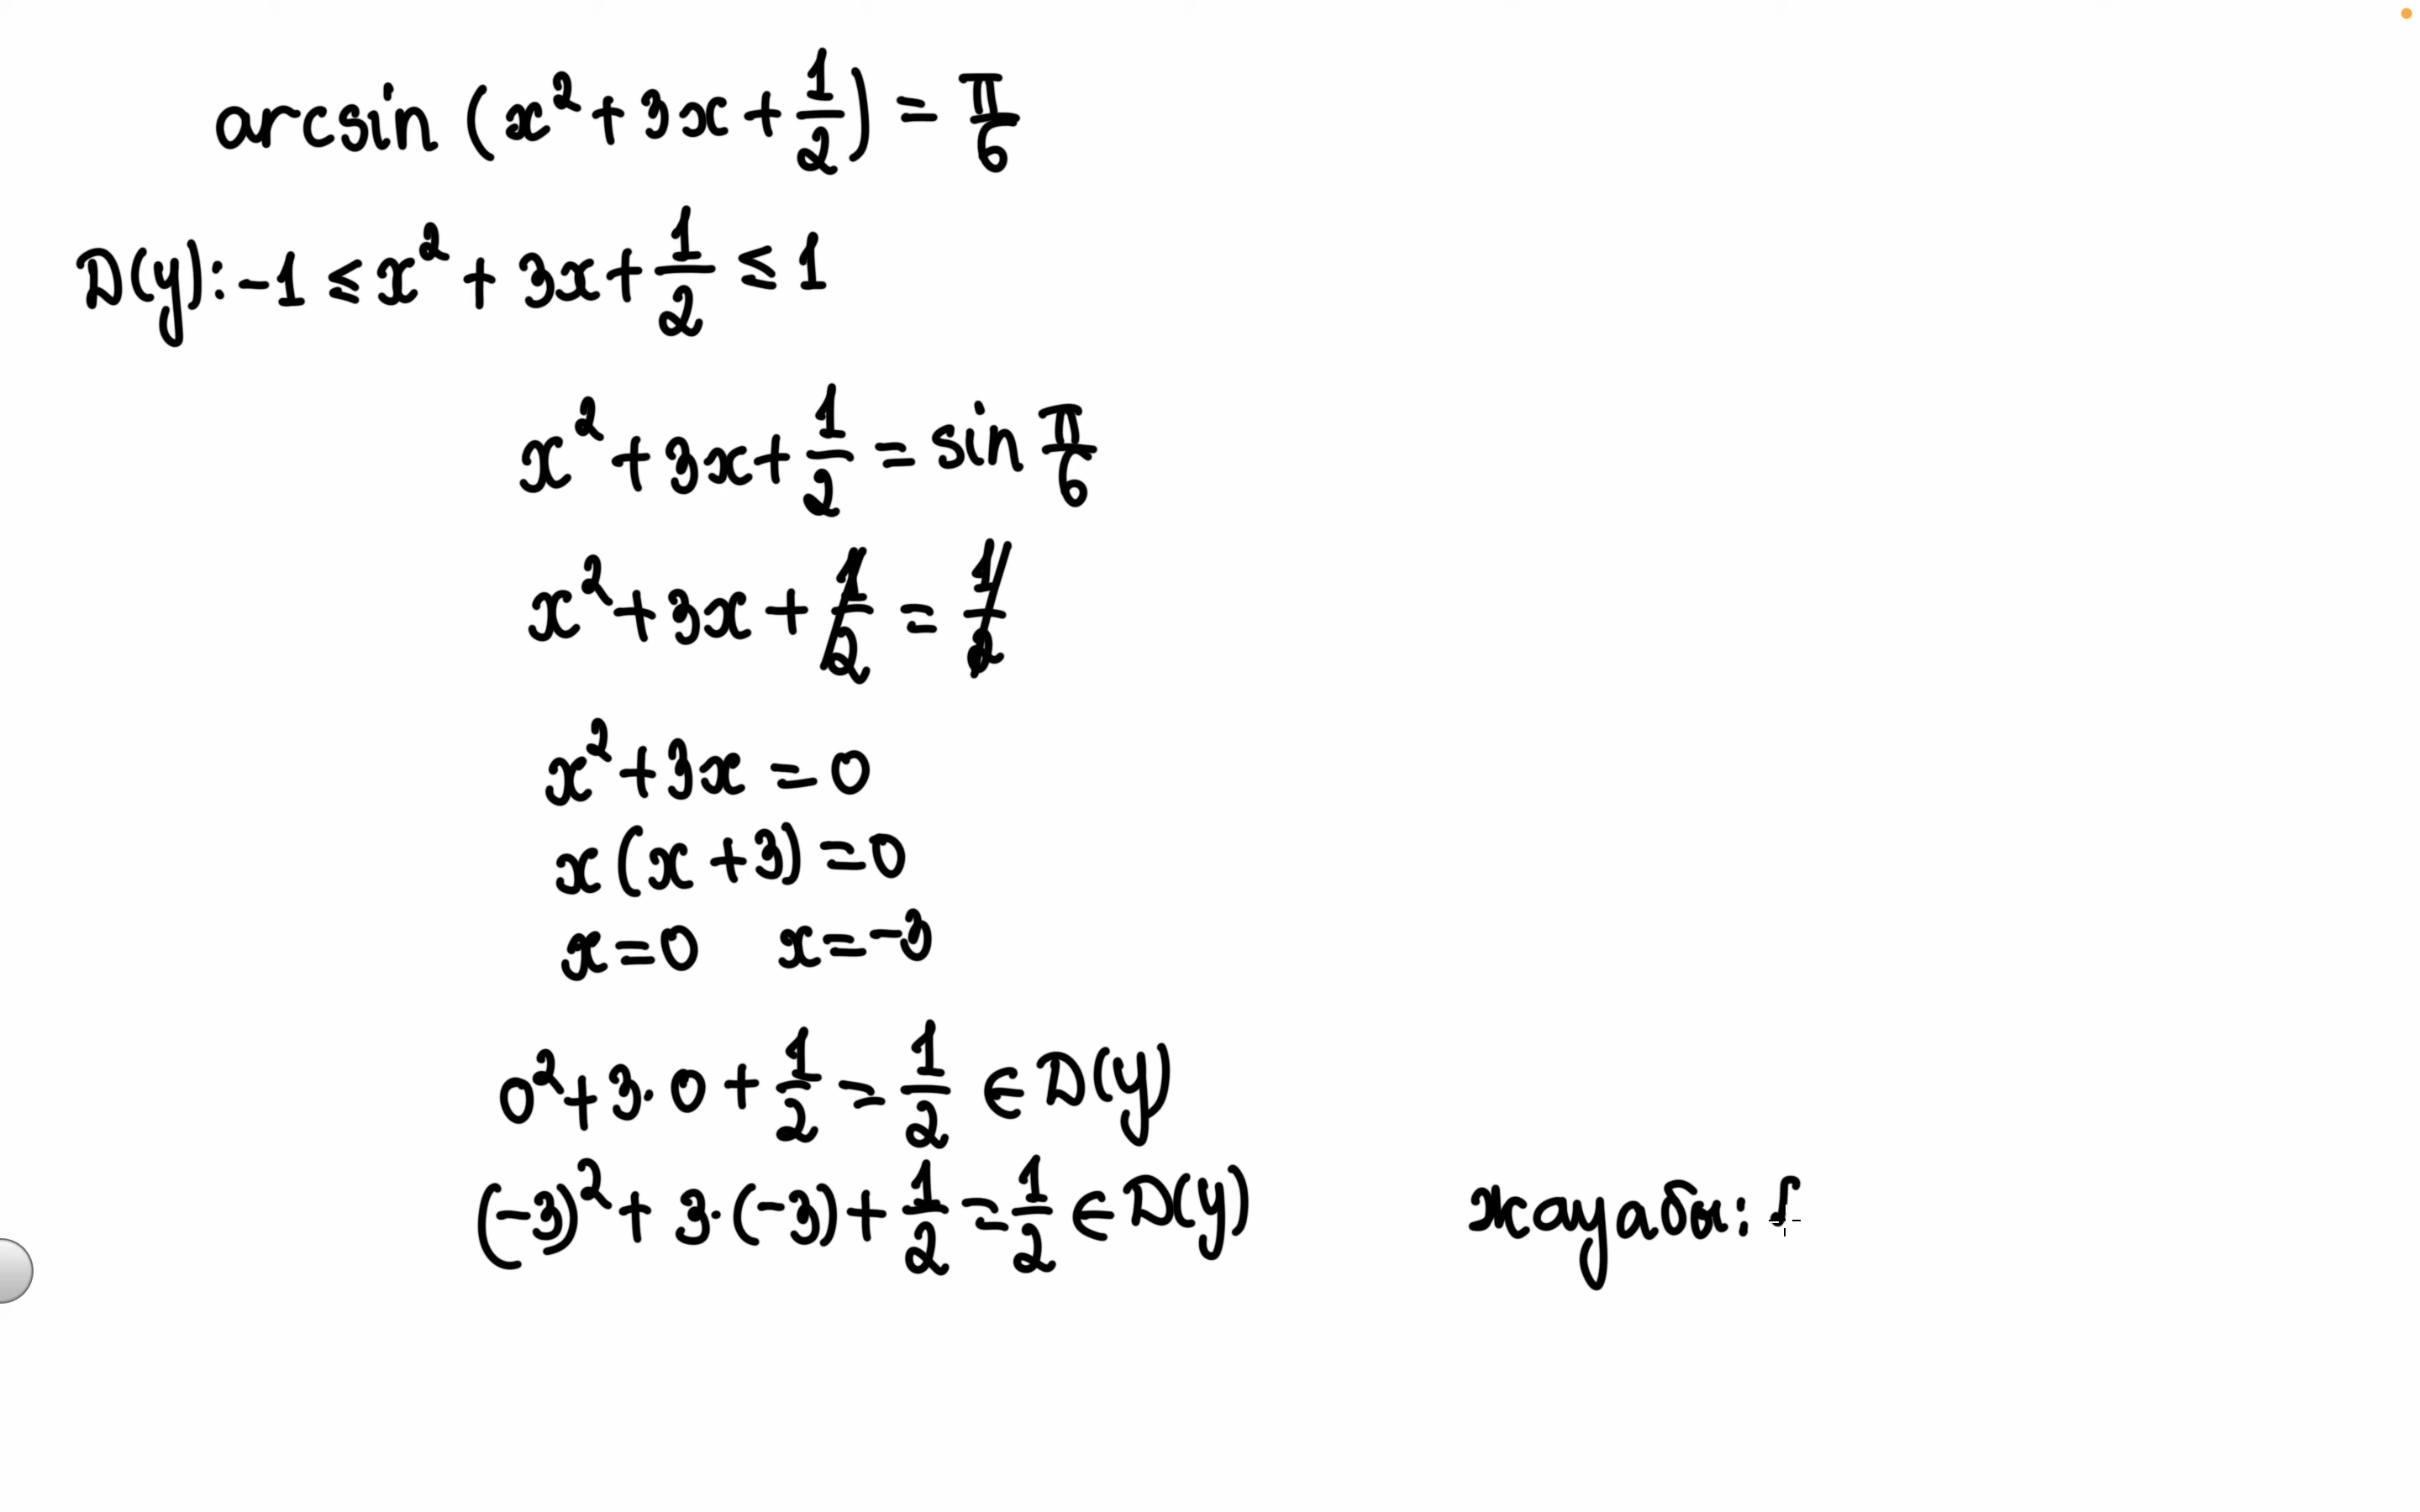 arcsin (x² + 3x + 1/2) = π/6
D(y): -1 ≤ x² + 3x + 1/2 ≤ 1
x² + 3x + 1/2 = sin π/6
x² + 3x + 1/2 = 1/2
x² + 3x = 0
x (x + 3) = 0
x = 0 x = -3
0² + 3 · 0 + 1/2 = 1/2 ∈ D(y)
(-3)² + 3 · (-3) + 1/2 = 1/2 ∈ D(y)
жауабы: